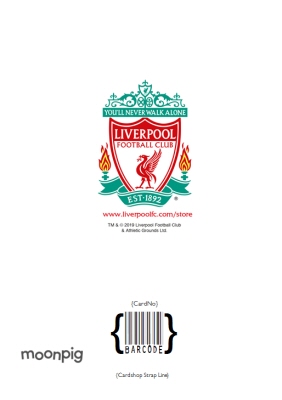 YOU'LL NEVER WALK ALONE
LIVERPOOL
FOOTBALL CLUB
EST·1892
www.liverpoolfc.com/store
TM & © 2019 Liverpool Football Club
& Athletic Grounds Ltd.
{CardNo}
{BARCODE}
moonpig
{Cardshop Strap Line}